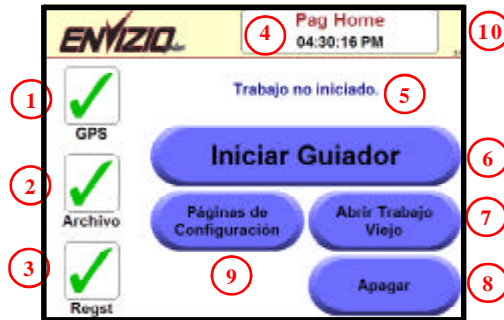 ENVIZIO
4
Pag Home
04:30:16 PM
10
1
GPS
Trabajo no iniciado.
5
Iniciar Guiador
6
2
Archivo
Páginas de
Configuración
Abrir Trabajo
Viejo
7
3
Regst
9
Apagar
8